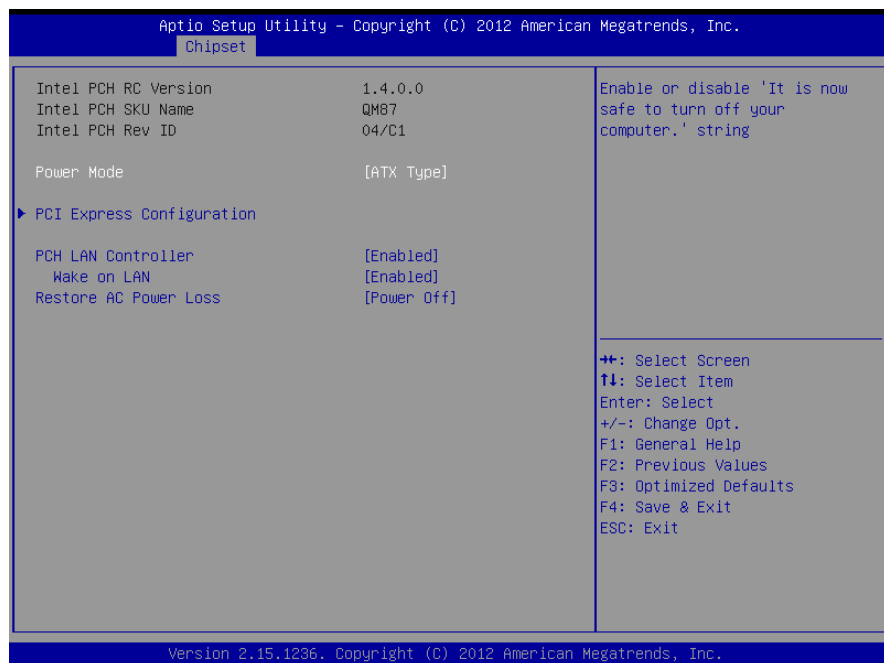 Aptio Setup Utility – Copyright (C) 2012 American Megatrends, Inc.
Chipset
Intel PCH RC Version 1.4.0.0
Intel PCH SKU Name QM87
Intel PCH Rev ID 04/C1
Power Mode [ATX Type]
PCI Express Configuration
PCH LAN Controller [Enabled]
Wake on LAN [Enabled]
Restore AC Power Loss [Power Off]
Enable or disable 'It is now
safe to turn off your
computer.' string
→←: Select Screen
↑↓: Select Item
Enter: Select
+/-: Change Opt.
F1: General Help
F2: Previous Values
F3: Optimized Defaults
F4: Save & Exit
ESC: Exit
Version 2.15.1236. Copyright (C) 2012 American Megatrends, Inc.